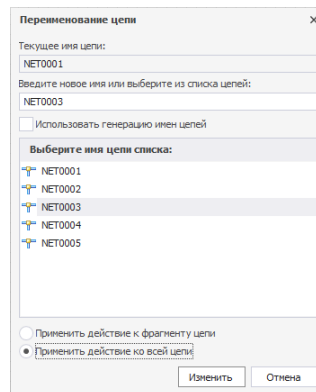 Переименование цепи
Текущее имя цепи:
NET0001
Введите новое имя или выберите из списка цепей:
NET0003
Использовать генерацию имен цепей
Выберите имя цепи списка:
NET0001
NET0002
NET0003
NET0004
NET0005
Применить действие к фрагменту цепи
Применить действие ко всей цепи
Изменить Отмена